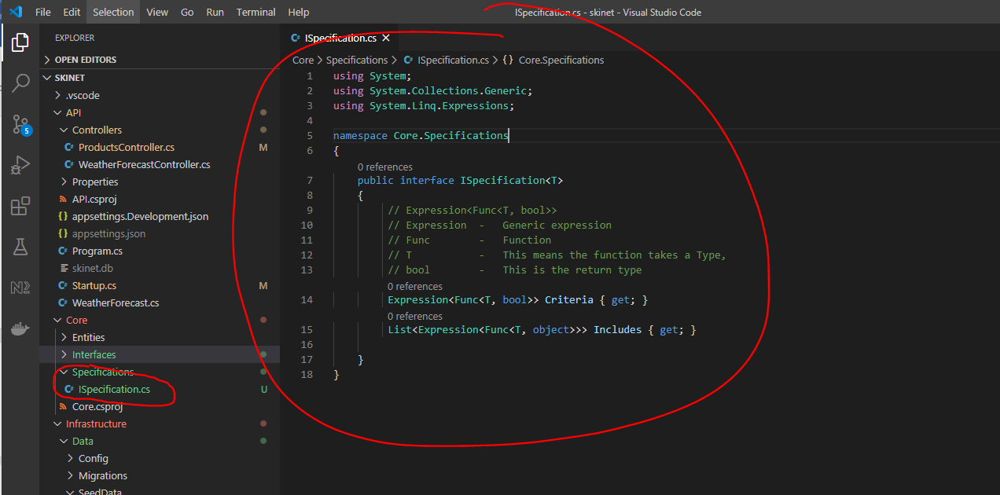 File Edit Selection View Go Run Terminal Help ISpecification.cs - skinet - Visual Studio Code
EXPLORER
OPEN EDITORS
SKINET
.vscode
API
Controllers
ProductsController.cs M
WeatherForecastController.cs
Properties
API.csproj
appsettings.Development.json
appsettings.json
Program.cs
skinet.db
Startup.cs M
WeatherForecast.cs
Core
Entities
Interfaces
Specifications
ISpecification.cs U
Core.csproj
Infrastructure
Data
Config
Migrations
SeedData
5
ISpecification.cs
Core > Specifications > ISpecification.cs > {} Core.Specifications
1 using System;
2 using System.Collections.Generic;
3 using System.Linq.Expressions;
4
5 namespace Core.Specifications
6 {
0 references
7 public interface ISpecification<T>
8 {
9 // Expression<Func<T, bool>>
10 // Expression - Generic expression
11 // Func - Function
12 // T - This means the function takes a Type,
13 // bool - This is the return type
0 references
14 Expression<Func<T, bool>> Criteria { get; }
0 references
15 List<Expression<Func<T, object>>> Includes { get; }
16
17 }
18 }